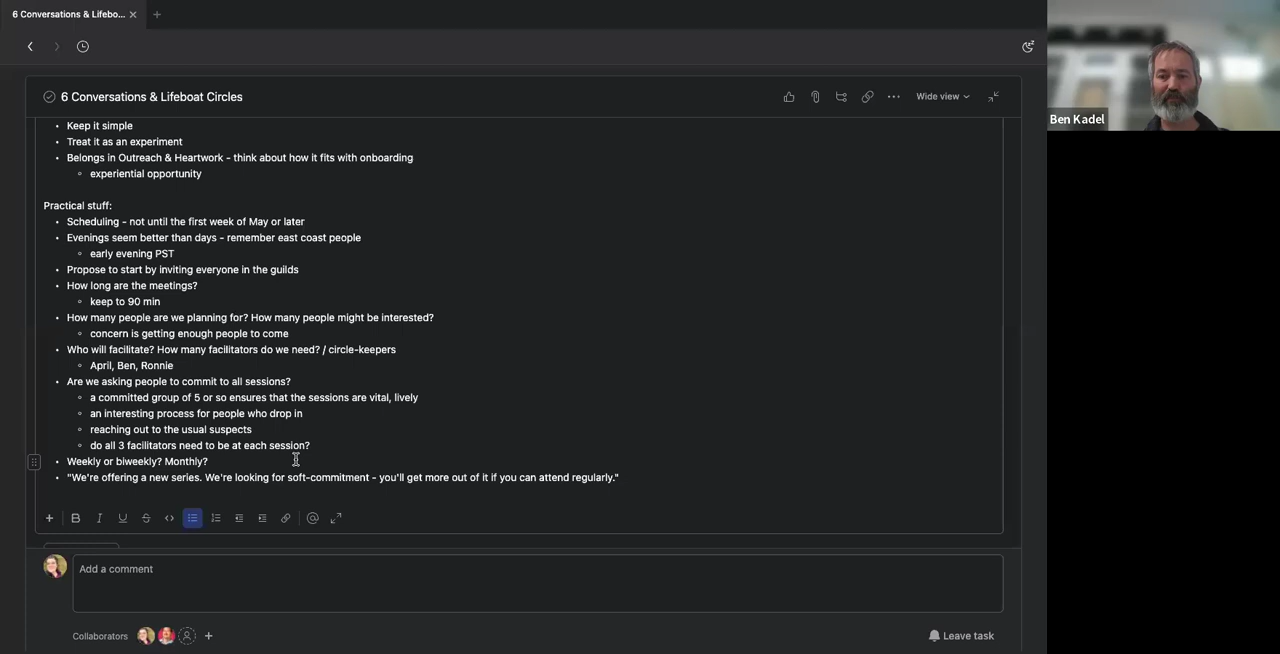 6 Conversations & Lifebo...
Ben Kadel
6 Conversations & Lifeboat Circles
Wide view
Keep it simple
Treat it as an experiment
Belongs in Outreach & Heartwork - think about how it fits with onboarding
experiential opportunity
Practical stuff:
Scheduling - not until the first week of May or later
Evenings seem better than days - remember east coast people
early evening PST
Propose to start by inviting everyone in the guilds
How long are the meetings?
keep to 90 min
How many people are we planning for? How many people might be interested?
concern is getting enough people to come
Who will facilitate? How many facilitators do we need? / circle-keepers
April, Ben, Ronnie
Are we asking people to commit to all sessions?
a committed group of 5 or so ensures that the sessions are vital, lively
an interesting process for people who drop in
reaching out to the usual suspects
do all 3 facilitators need to be at each session?
Weekly or biweekly? Monthly?
"We're offering a new series. We're looking for soft-commitment - you'll get more out of it if you can attend regularly."
Add a comment
Collaborators
Leave task